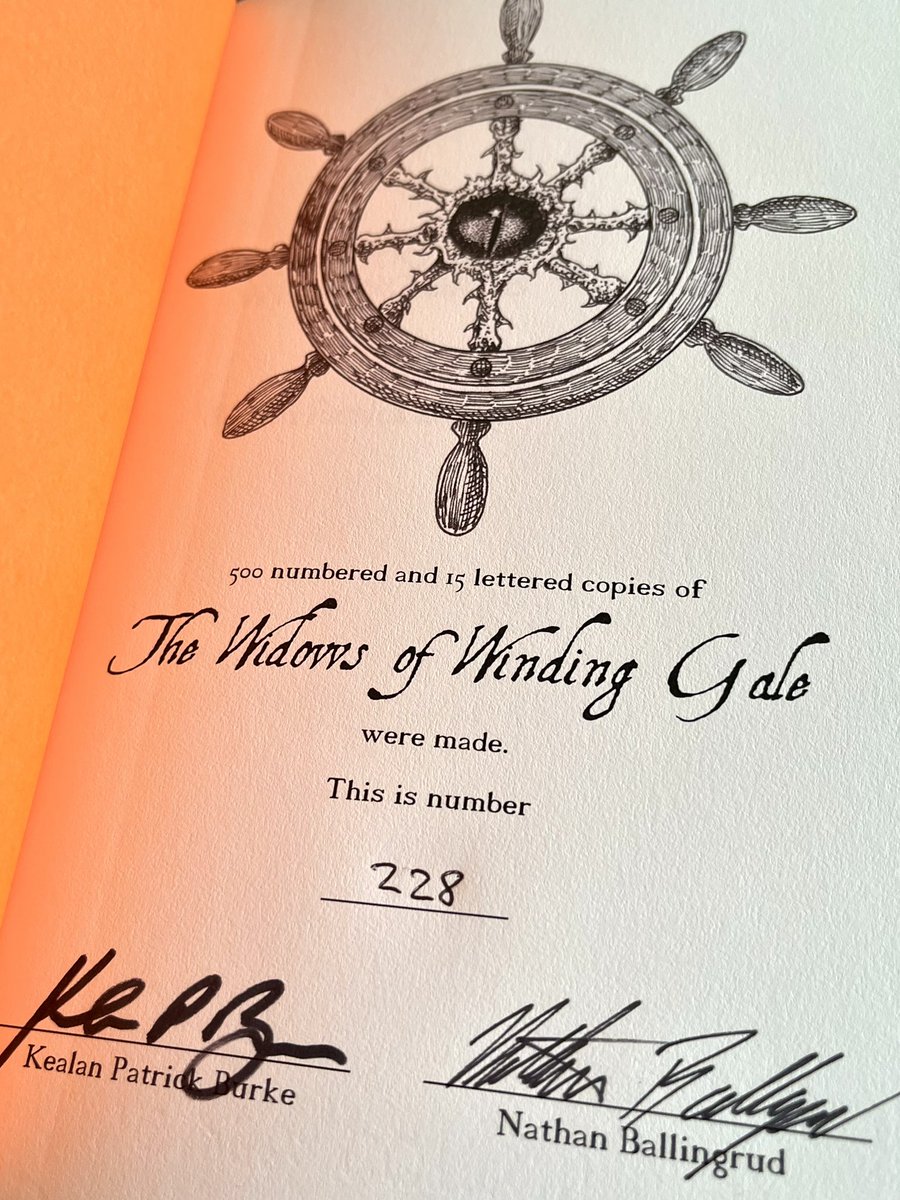 500 numbered and 15 lettered copies of
The Widows of Winding Gale
were made.
This is number
228
Kealan Patrick Burke
Nathan Ballingrud